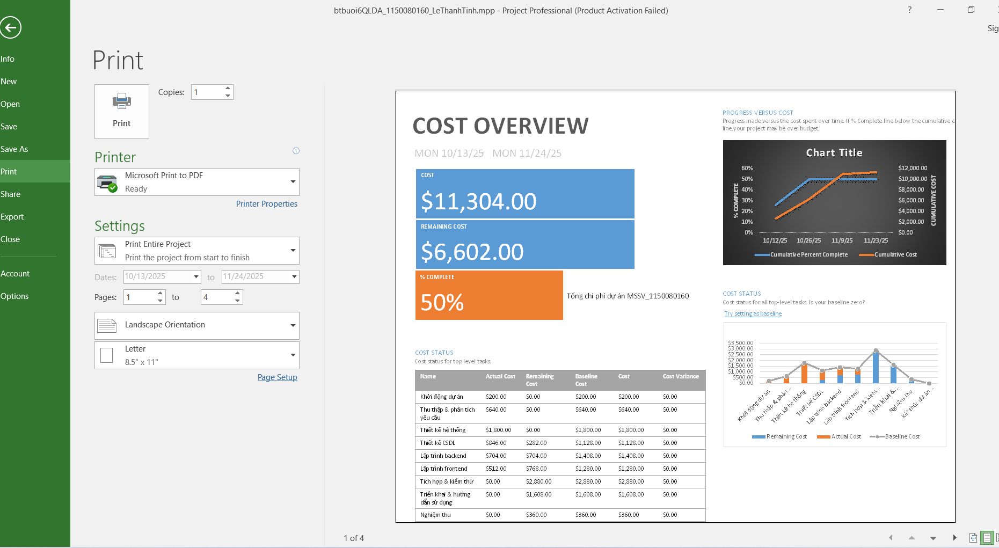 btbuoi6QLDA_1150080160_LeThanhTinh.mpp - Project Professional (Product Activation Failed)
?
Info
New
Open
Save
Save As
Print
Share
Export
Close
Account
Options
Print
Print
Copies: 1
Printer
Microsoft Print to PDF
Ready
Printer Properties
Settings
Print Entire Project
Print the project from start to finish
Dates: 10/13/2025 to 11/24/2025
Pages: 1 to 4
Landscape Orientation
Letter
8.5" x 11"
Page Setup
COST OVERVIEW
MON 10/13/25 MON 11/24/25
COST
$11,304.00
REMAINING COST
$6,602.00
% COMPLETE
50%
Tổng chi phí dự án MSSV_1150080160
COST STATUS
Cost status for top level tasks.
Name Actual Cost Remaining Cost Baseline Cost Cost Cost Variance
Khởi động dự án $200.00 $0.00 $200.00 $200.00 $0.00
Thu thập & phân tích yêu cầu $640.00 $0.00 $640.00 $640.00 $0.00
Thiết kế hệ thống $1,800.00 $0.00 $1,800.00 $1,800.00 $0.00
Thiết kế CSDL $846.00 $282.00 $1,128.00 $1,128.00 $0.00
Lập trình backend $704.00 $704.00 $1,408.00 $1,408.00 $0.00
Lập trình frontend $512.00 $768.00 $1,280.00 $1,280.00 $0.00
Tích hợp & kiểm thử $0.00 $2,880.00 $2,880.00 $2,880.00 $0.00
Triển khai & hướng dẫn sử dụng $0.00 $1,608.00 $1,608.00 $1,608.00 $0.00
Nghiệm thu $0.00 $360.00 $360.00 $360.00 $0.00
PROGRESS VERSUS COST
Progress made versus the cost spent over time. If % Complete line below the cumulative c
line, your project may be over budget.
Chart Title
% COMPLETE
60%
50%
40%
30%
20%
10%
0%
$12,000.00
$10,000.00
$8,000.00
$6,000.00
$4,000.00
$2,000.00
$0.00
CUMULATIVE COST
10/12/25 10/26/25 11/9/25 11/23/25
Cumulative Percent Complete Cumulative Cost
COST STATUS
Cost status for all top-level tasks. Is your baseline zero?
Try setting as baseline
$3,500.00
$3,000.00
$2,500.00
$2,000.00
$1,500.00
$1,000.00
$500.00
$0.00
Khởi động dự án
Thu thập & phân...
Thiết kế hệ thống
Thiết kế CSDL
Lập trình backend
Lập trình frontend
Tích hợp & kiểm...
Triển khai &...
Nghiệm thu
Kết thúc dự án...
Remaining Cost Actual Cost Baseline Cost
1 of 4